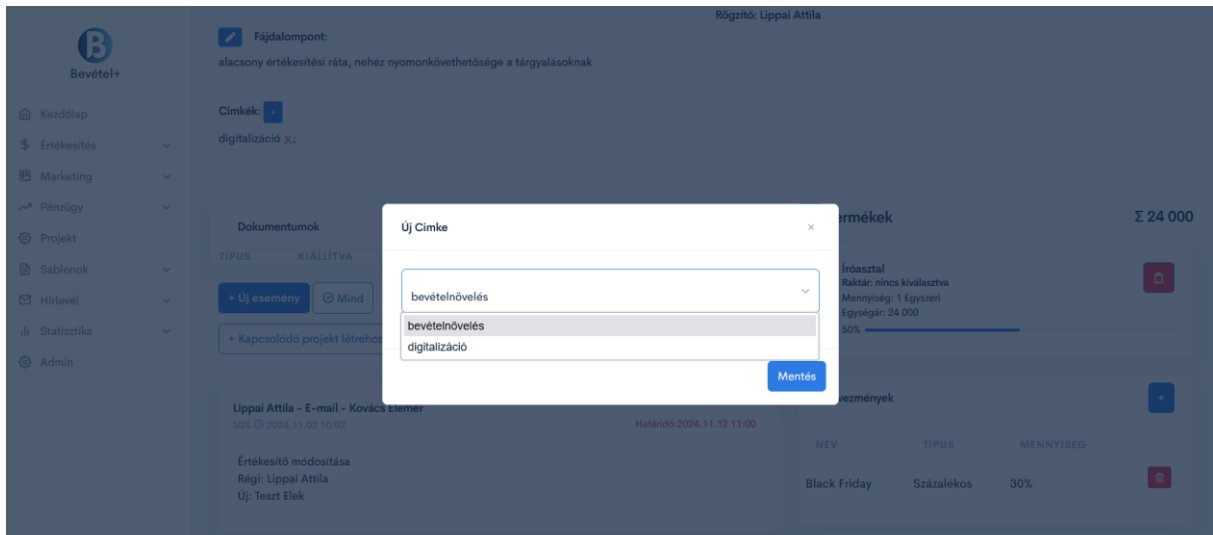 Bevétel+
Kezdőlap
Értékesítés
Marketing
Pénzügy
Projekt
Sablonok
Hírlevél
Statisztika
Admin
Rögzítő: Lippai Attila
Fájdalompont:
alacsony értékesítési ráta, nehéz nyomonkövethetősége a tárgyalásoknak
Címkék: +
digitalizáció X;
Dokumentumok
TÍPUS KIÁLLÍTVA
+ Új esemény Mind
+ Kapcsolódó projekt létrehoz
Új Címke ×
bevételnövelés
bevételnövelés
digitalizáció
Mentés
ermékek Σ 24 000
Íróasztal
Raktár: nincs kiválasztva
Mennyiség: 1 Egyszeri
Egységár: 24 000
50%
Lippai Attila - E-mail - Kovács Elemér
50% 2024.11.02 10:02 Határidő:2024.11.12 11:00
Értékesítő módosítása
Régi: Lippai Attila
Új: Teszt Elek
vezmények +
NÉV TÍPUS MENNYISÉG
Black Friday Százalékos 30%